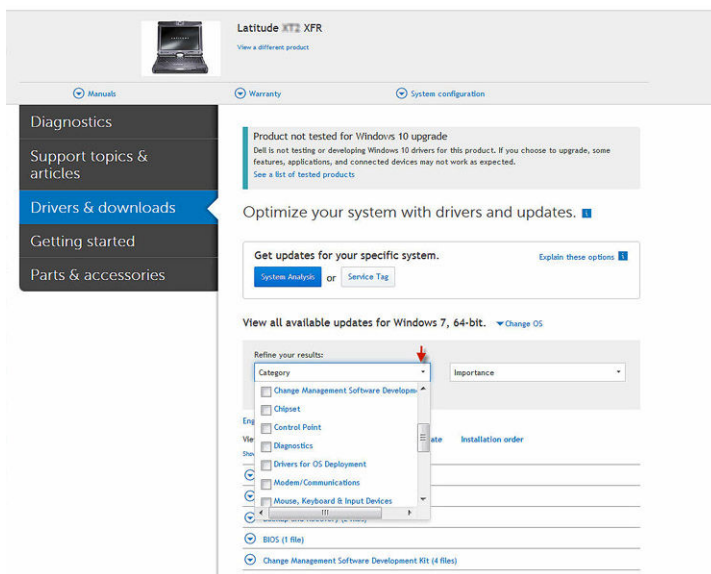 Latitude XT2 XFR
View a different product
Manuals
Warranty
System configuration
Diagnostics
Support topics &
articles
Drivers & downloads
Getting started
Parts & accessories
Product not tested for Windows 10 upgrade
Dell is not testing or developing Windows 10 drivers for this product. If you choose to upgrade, some
features, applications, and connected devices may not work as expected.
See a list of tested products
Optimize your system with drivers and updates.
Get updates for your specific system.
Explain these options
System Analysis or Service Tag
View all available updates for Windows 7, 64-bit. Change OS
Refine your results:
Category
Importance
Change Management Software Developm
Chipset
Control Point
Diagnostics
Drivers for OS Deployment
Modem/Communications
Mouse, Keyboard & Input Devices
Eng
Vie
ate Installation order
BIOS (1 file)
Change Management Software Development Kit (4 files)